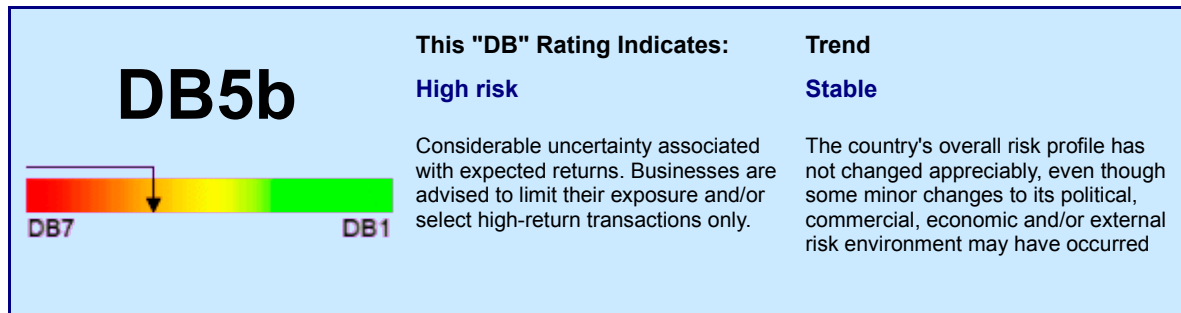 DB5b
DB7
DB1
This "DB" Rating Indicates:
High risk
Considerable uncertainty associated
with expected returns. Businesses are
advised to limit their exposure and/or
select high-return transactions only.
Trend
Stable
The country's overall risk profile has
not changed appreciably, even though
some minor changes to its political,
commercial, economic and/or external
risk environment may have occurred